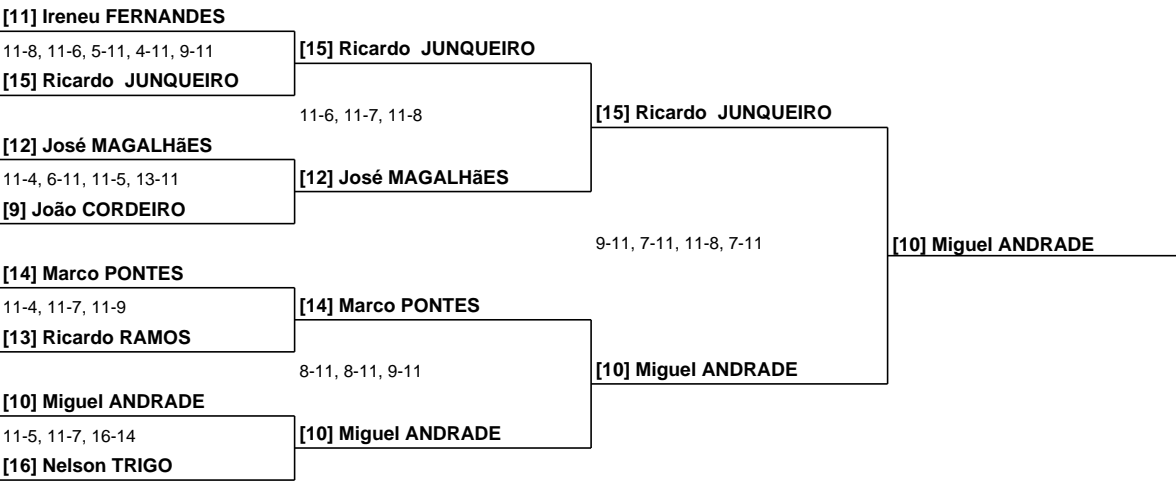 [11] Ireneu FERNANDES
11-8, 11-6, 5-11, 4-11, 9-11
[15] Ricardo JUNQUEIRO
[15] Ricardo JUNQUEIRO
11-6, 11-7, 11-8
[15] Ricardo JUNQUEIRO
[12] José MAGALHãES
11-4, 6-11, 11-5, 13-11
[12] José MAGALHãES
[9] João CORDEIRO
9-11, 7-11, 11-8, 7-11
[10] Miguel ANDRADE
[14] Marco PONTES
11-4, 11-7, 11-9
[14] Marco PONTES
[13] Ricardo RAMOS
8-11, 8-11, 9-11
[10] Miguel ANDRADE
[10] Miguel ANDRADE
11-5, 11-7, 16-14
[10] Miguel ANDRADE
[16] Nelson TRIGO